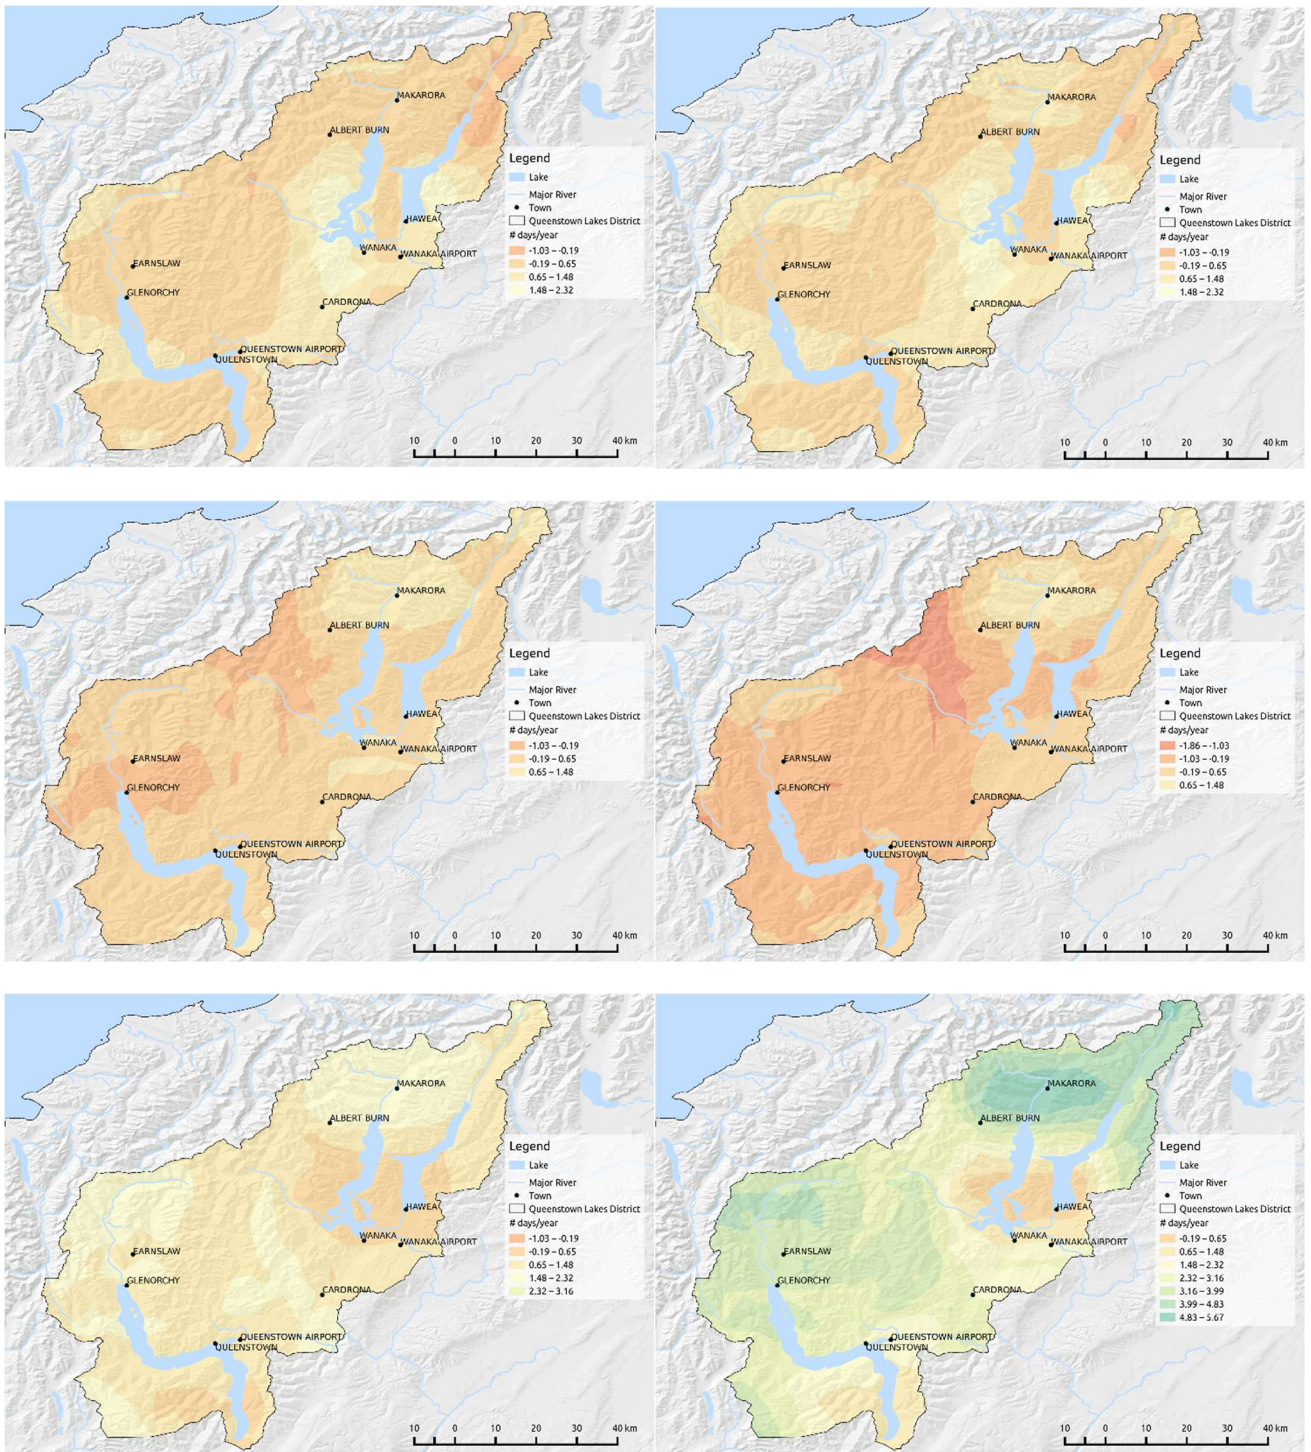 MAKARORA
ALBERT BURN
Legend
Lake
Major River
Town
Queenstown Lakes District
# days/year
-1.03 – -0.19
-0.19 – 0.65
0.65 – 1.48
1.48 – 2.32
HAWEA
WANAKA
WANAKA AIRPORT
EARNSLAW
GLENORCHY
CARDRONA
QUEENSTOWN AIRPORT
QUEENSTOWN
10 0 10 20 30 40 km
MAKARORA
ALBERT BURN
Legend
Lake
Major River
Town
Queenstown Lakes District
# days/year
-1.03 – -0.19
-0.19 – 0.65
0.65 – 1.48
1.48 – 2.32
HAWEA
WANAKA
WANAKA AIRPORT
EARNSLAW
GLENORCHY
CARDRONA
QUEENSTOWN AIRPORT
QUEENSTOWN
10 0 10 20 30 40 km
MAKARORA
ALBERT BURN
Legend
Lake
Major River
Town
Queenstown Lakes District
# days/year
-1.03 – -0.19
-0.19 – 0.65
0.65 – 1.48
HAWEA
WANAKA
WANAKA AIRPORT
EARNSLAW
GLENORCHY
CARDRONA
QUEENSTOWN AIRPORT
QUEENSTOWN
10 0 10 20 30 40 km
MAKARORA
ALBERT BURN
Legend
Lake
Major River
Town
Queenstown Lakes District
# days/year
-1.86 – -1.03
-1.03 – -0.19
-0.19 – 0.65
0.65 – 1.48
HAWEA
WANAKA
WANAKA AIRPORT
EARNSLAW
GLENORCHY
CARDRONA
QUEENSTOWN AIRPORT
QUEENSTOWN
10 0 10 20 30 40 km
MAKARORA
ALBERT BURN
Legend
Lake
Major River
Town
Queenstown Lakes District
# days/year
-1.03 – -0.19
-0.19 – 0.65
0.65 – 1.48
1.48 – 2.32
2.32 – 3.16
HAWEA
WANAKA
WANAKA AIRPORT
EARNSLAW
GLENORCHY
CARDRONA
QUEENSTOWN AIRPORT
QUEENSTOWN
10 0 10 20 30 40 km
MAKARORA
ALBERT BURN
Legend
Lake
Major River
Town
Queenstown Lakes District
# days/year
-0.19 – 0.65
0.65 – 1.48
1.48 – 2.32
2.32 – 3.16
3.16 – 3.99
3.99 – 4.83
4.83 – 5.67
HAWEA
WANAKA
WANAKA AIRPORT
EARNSLAW
GLENORCHY
CARDRONA
QUEENSTOWN AIRPORT
QUEENSTOWN
10 0 10 20 30 40 km